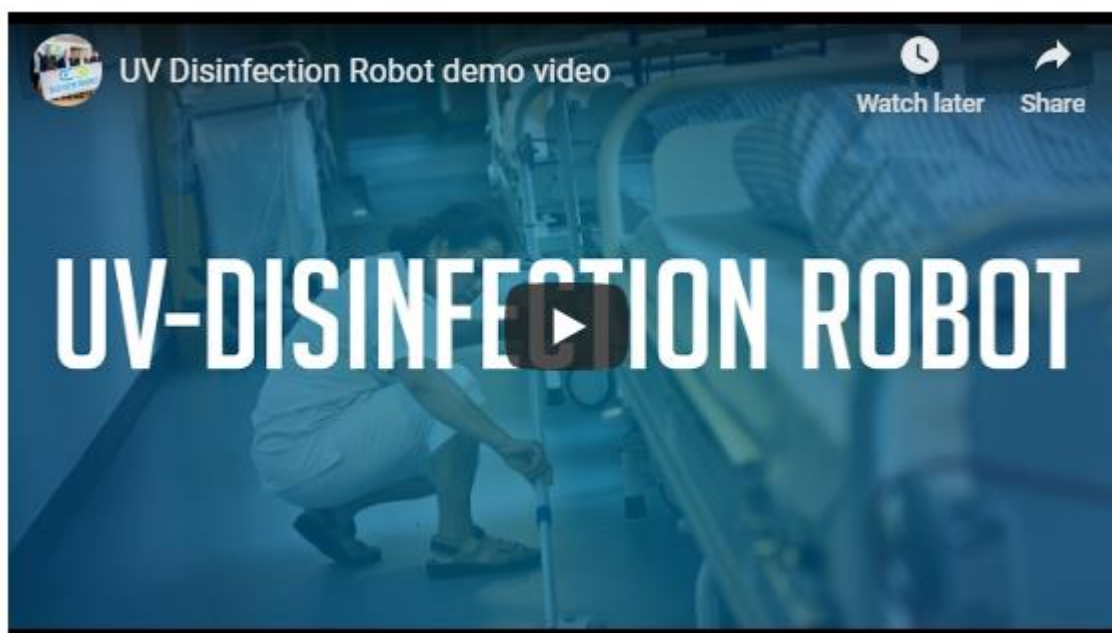 UV Disinfection Robot demo video
Watch later
Share
UV-DISINFECTION ROBOT